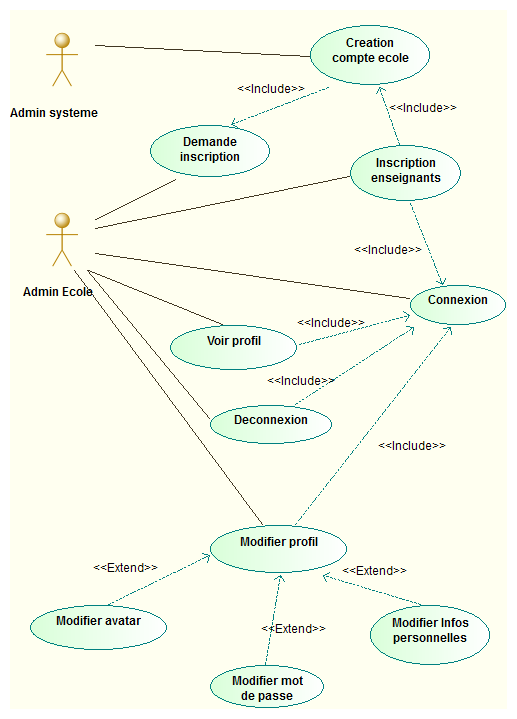 Creation
compte ecole
Admin systeme
<<Include>>
<<Include>>
Demande
inscription
Inscription
enseignants
<<Include>>
Admin Ecole
Connexion
<<Include>>
Voir profil
<<Include>>
Deconnexion
<<Include>>
Modifier profil
<<Extend>>
<<Extend>>
Modifier avatar
Modifier Infos
personnelles
<<Extend>>
Modifier mot
de passe